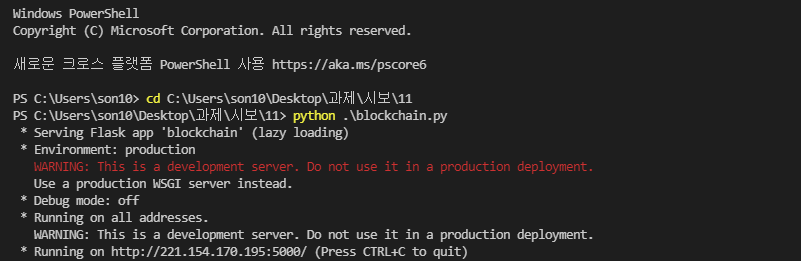 Windows PowerShell
Copyright (C) Microsoft Corporation. All rights reserved.
새로운 크로스 플랫폼 PowerShell 사용 https://aka.ms/pscore6
PS C:\Users\son10> cd C:\Users\son10\Desktop\과제\시보\11
PS C:\Users\son10\Desktop\과제\시보\11> python .\blockchain.py
 * Serving Flask app 'blockchain' (lazy loading)
 * Environment: production
   WARNING: This is a development server. Do not use it in a production deployment.
   Use a production WSGI server instead.
 * Debug mode: off
 * Running on all addresses.
   WARNING: This is a development server. Do not use it in a production deployment.
 * Running on http://221.154.170.195:5000/ (Press CTRL+C to quit)